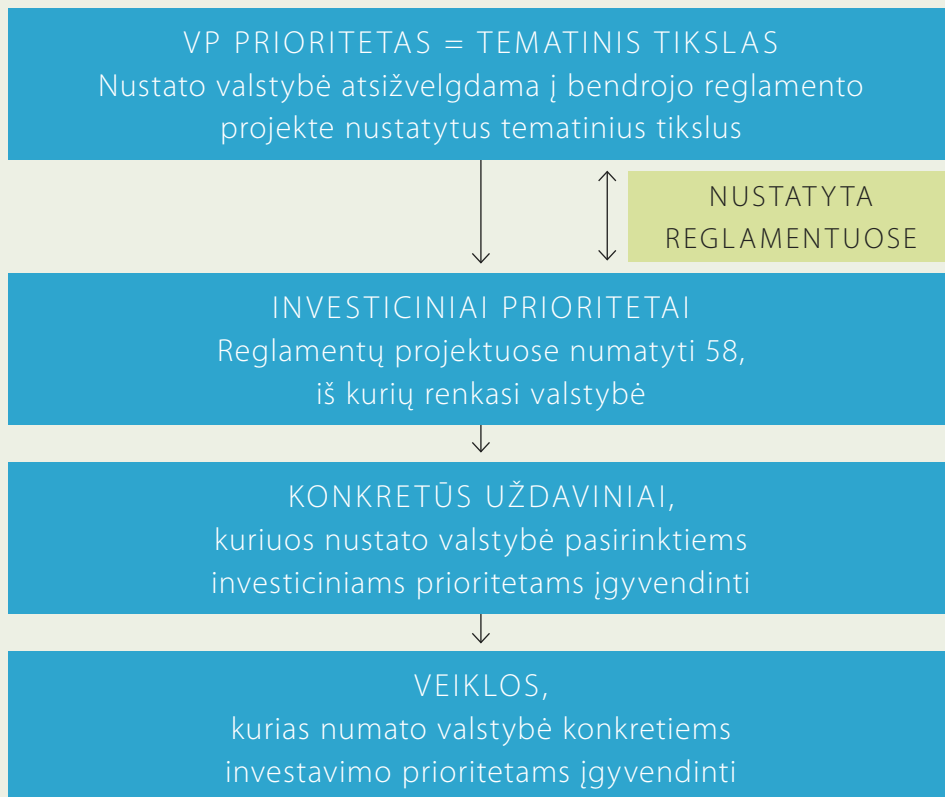 VP PRIORITETAS = TEMATINIS TIKSLAS
Nustato valstybė atsižvelgdama į bendrojo reglamento
projekte nustatytus tematinius tikslus
NUSTATYTA
REGLAMENTUOSE
INVESTICINIAI PRIORITETAI
Reglamentų projektuose numatyti 58,
iš kurių renkasi valstybė
KONKRETŪS UŽDAVINIAI,
kuriuos nustato valstybė pasirinktiems
investiciniams prioritetams įgyvendinti
VEIKLOS,
kurias numato valstybė konkretiems
investavimo prioritetams įgyvendinti